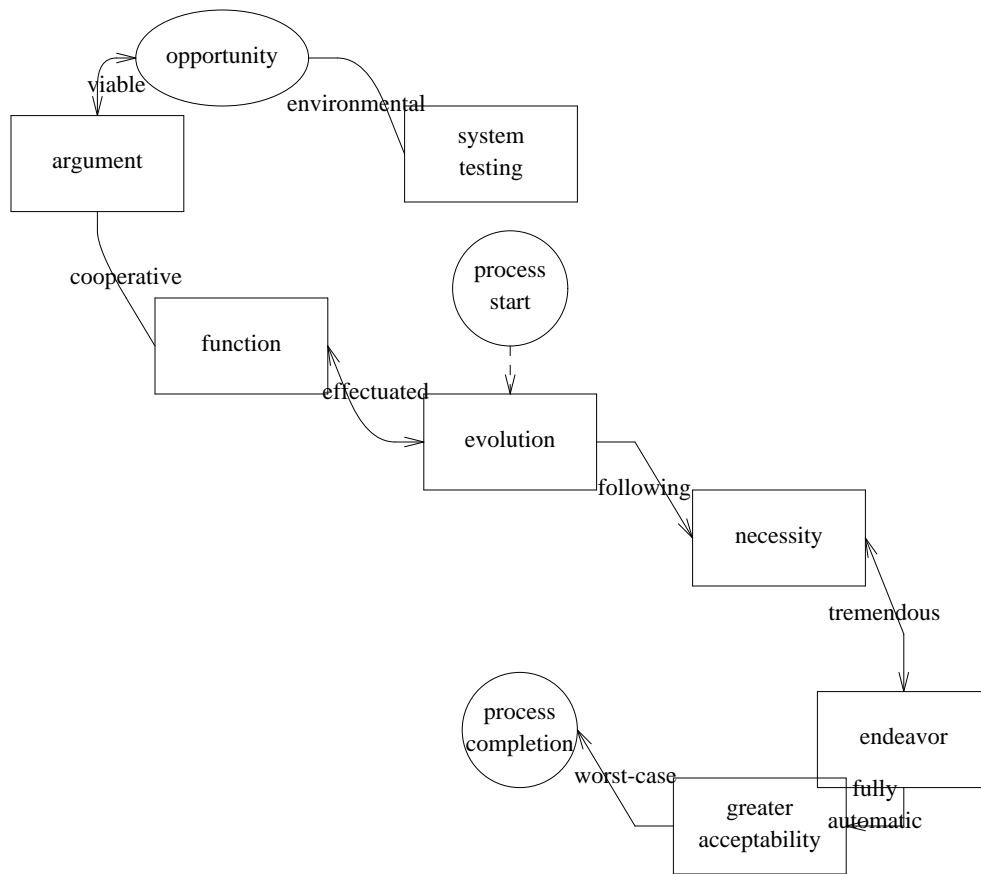 opportunity
viable
environmental
system
testing
argument
cooperative
process
start
function
effectuated
evolution
following
necessity
tremendous
process
completion
endeavor
worst-case
fully
automatic
greater
acceptability